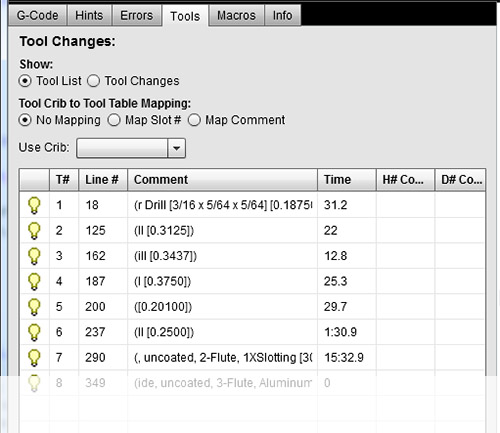 G-Code Hints Errors Tools Macros Info
Tool Changes:
Show:
Tool List Tool Changes
Tool Crib to Tool Table Mapping:
No Mapping Map Slot # Map Comment
Use Crib:
T# Line # Comment Time H# Co... D# Co...
1 18 (r Drill [3/16 x 5/64 x 5/64] [0.1875( 31.2
2 125 (ll [0.3125]) 22
3 162 (ill [0.3437]) 12.8
4 187 (l [0.3750]) 25.3
5 200 ([0.20100]) 29.7
6 237 (ll [0.2500]) 1:30.9
7 290 (, uncoated, 2-Flute, 1XSlotting [30 15:32.9
8 349 (ide, uncoated, 3-Flute, Aluminum 0